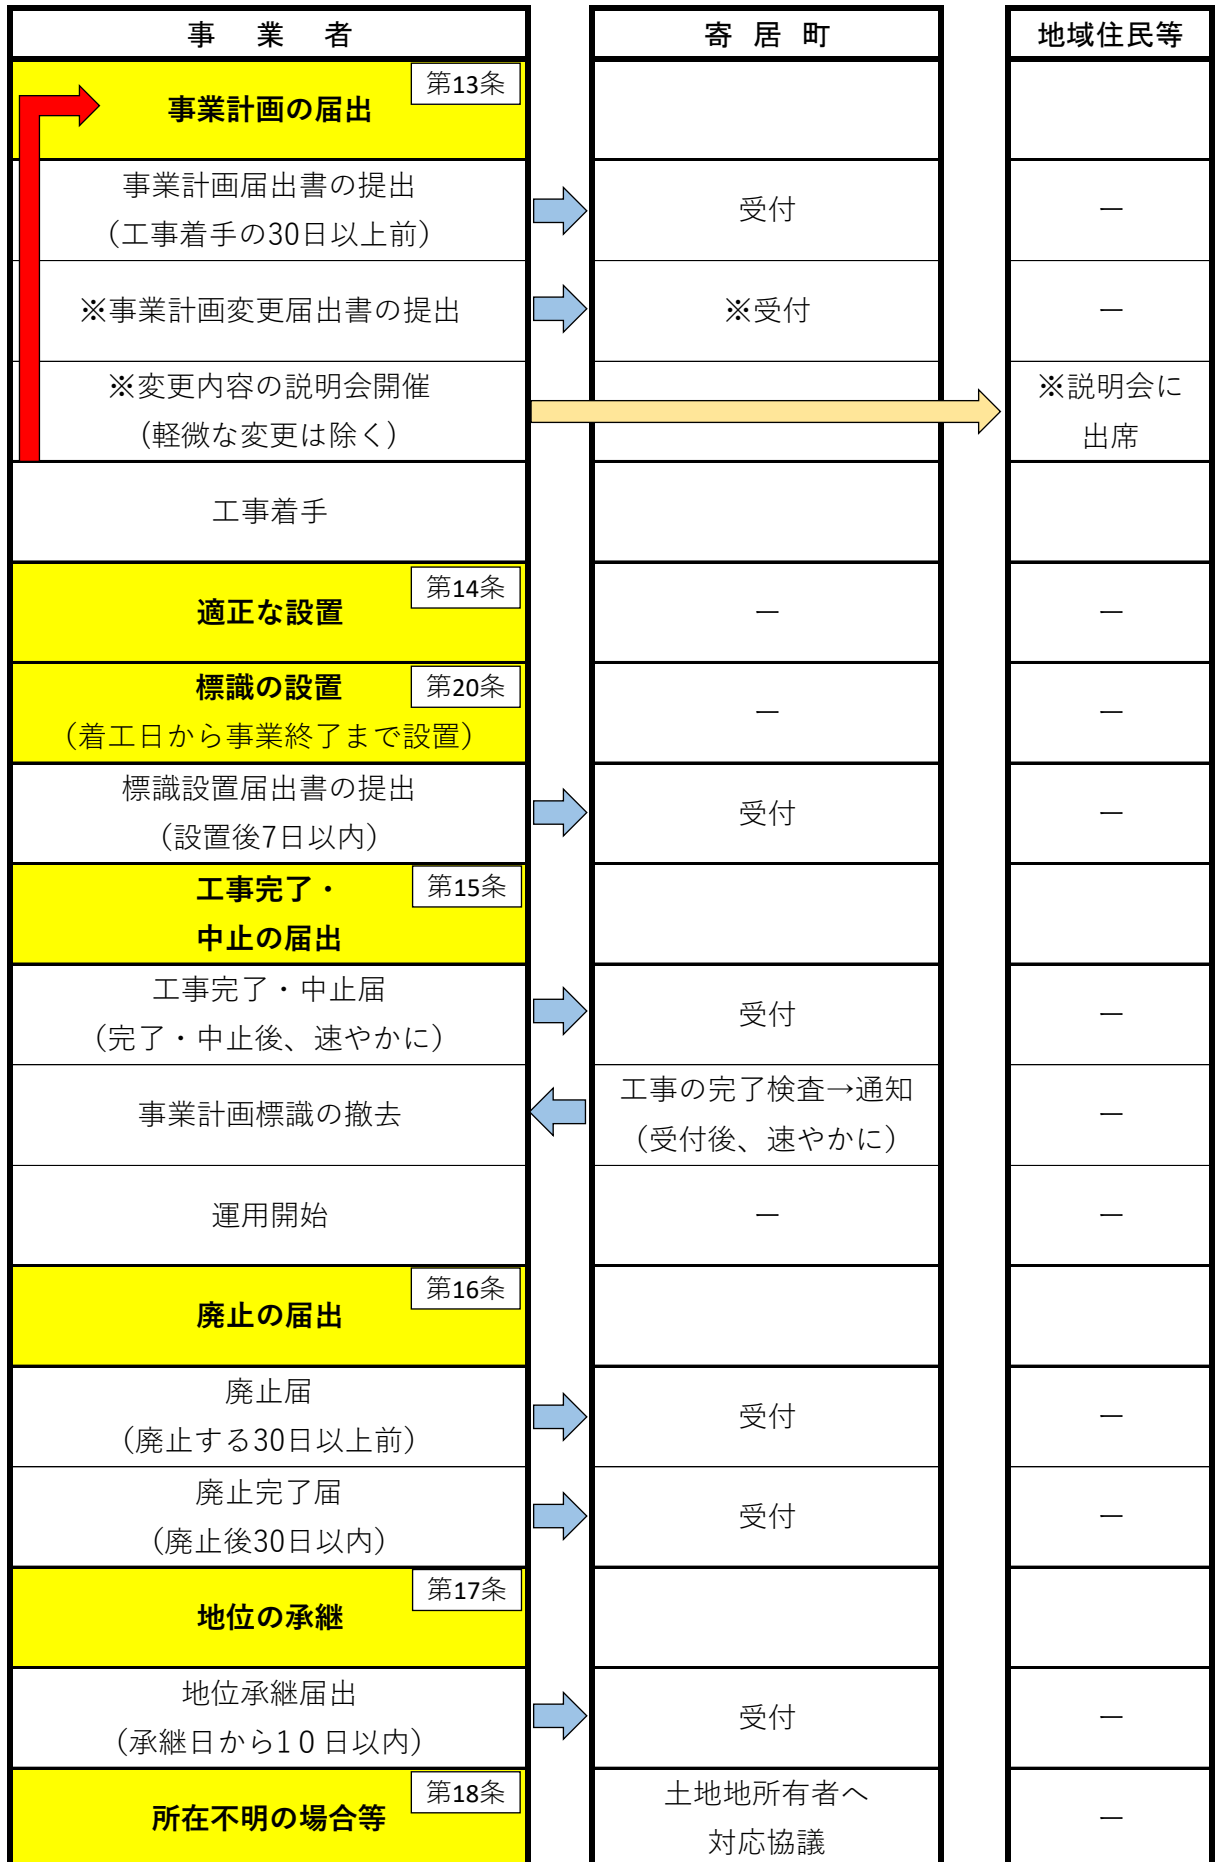 事　業　者
寄 居 町
地域住民等
第13条
事業計画の届出
事業計画届出書の提出
（工事着手の30日以上前）
受付
ー
※事業計画変更届出書の提出
※受付
ー
※変更内容の説明会開催
（軽微な変更は除く）
※説明会に
出席
工事着手
第14条
適正な設置
ー
ー
標識の設置
第20条
（着工日から事業終了まで設置）
ー
ー
標識設置届出書の提出
（設置後7日以内）
受付
ー
工事完了・
第15条
中止の届出
工事完了・中止届
（完了・中止後、速やかに）
受付
ー
事業計画標識の撤去
工事の完了検査→通知
（受付後、速やかに）
ー
運用開始
ー
ー
第16条
廃止の届出
廃止届
（廃止する30日以上前）
受付
ー
廃止完了届
（廃止後30日以内）
受付
ー
第17条
地位の承継
地位承継届出
（承継日から1０日以内）
受付
ー
第18条
所在不明の場合等
土地地所有者へ
対応協議
ー